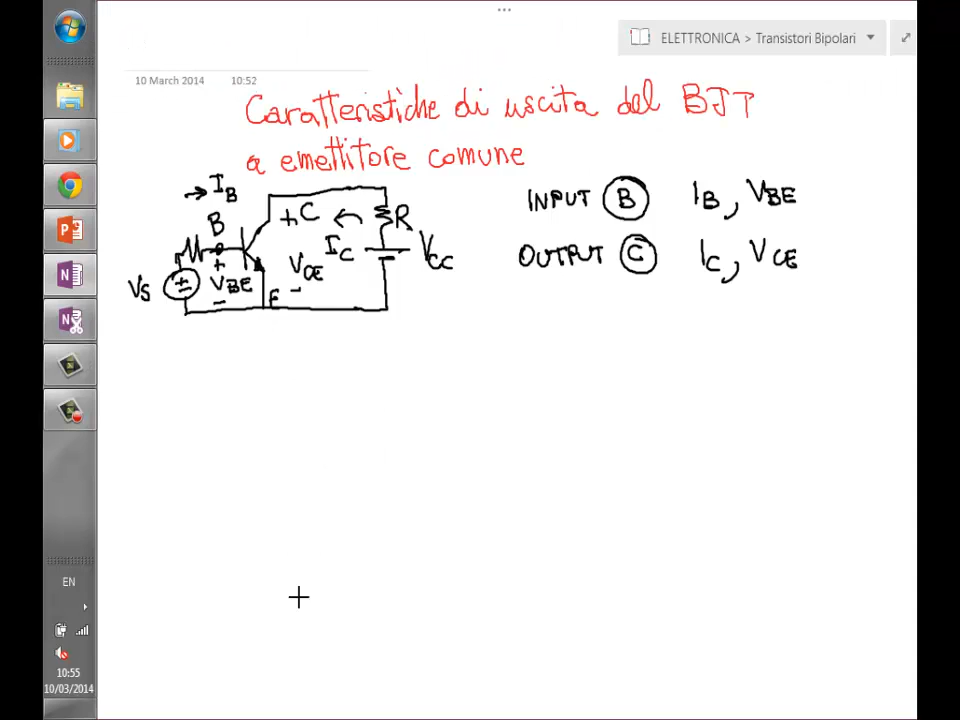 ELETTRONICA > Transistori Bipolari
10 March 2014 10:52
Caratteristiche di uscita del BJT
a emettitore comune
INPUT B IB, VBE
OUTPUT C IC, VCE
IB
B
+ C
R
IC
VCC
VCE
VBE
VS
E
EN
10:55
10/03/2014